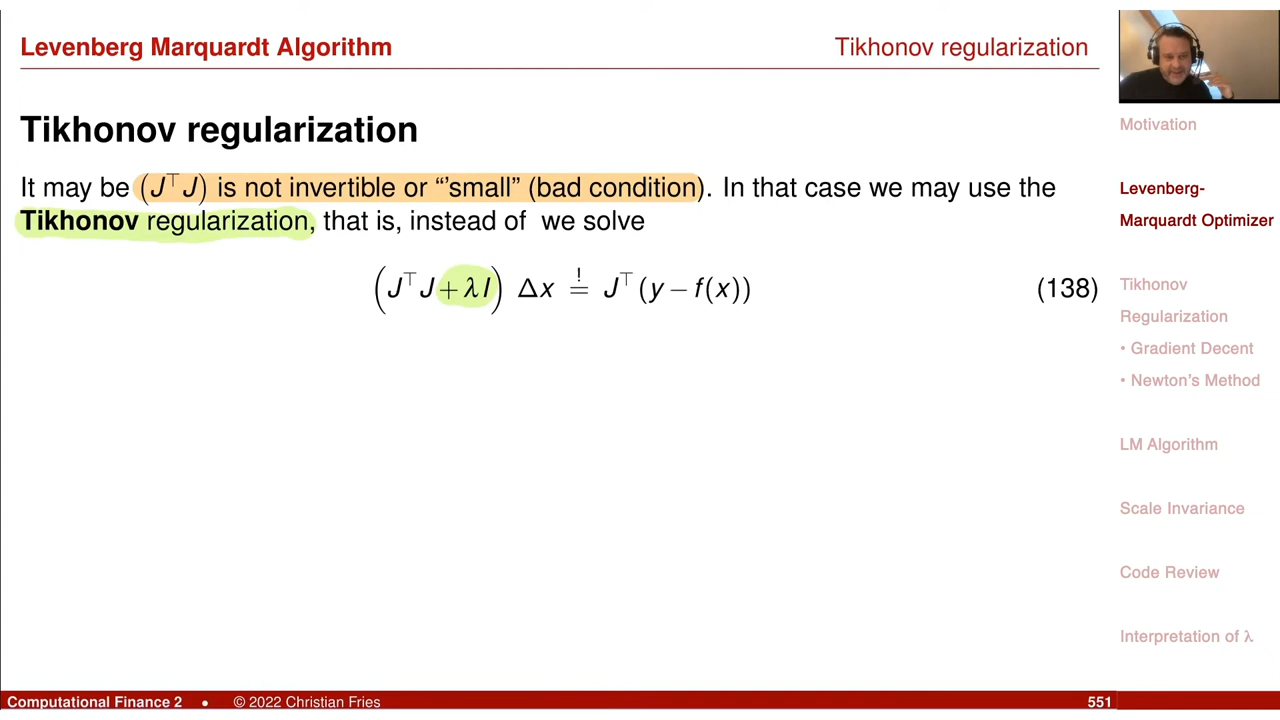 Levenberg Marquardt Algorithm
Tikhonov regularization
Tikhonov regularization
It may be (J⊤J) is not invertible or “’small” (bad condition). In that case we may use the
Tikhonov regularization, that is, instead of we solve
(J⊤J + λI) Δx ≟ J⊤(y − f(x)) (138)
Motivation
Levenberg-
Marquardt Optimizer
Tikhonov
Regularization
• Gradient Decent
• Newton’s Method
LM Algorithm
Scale Invariance
Code Review
Interpretation of λ
Computational Finance 2 • © 2022 Christian Fries 551